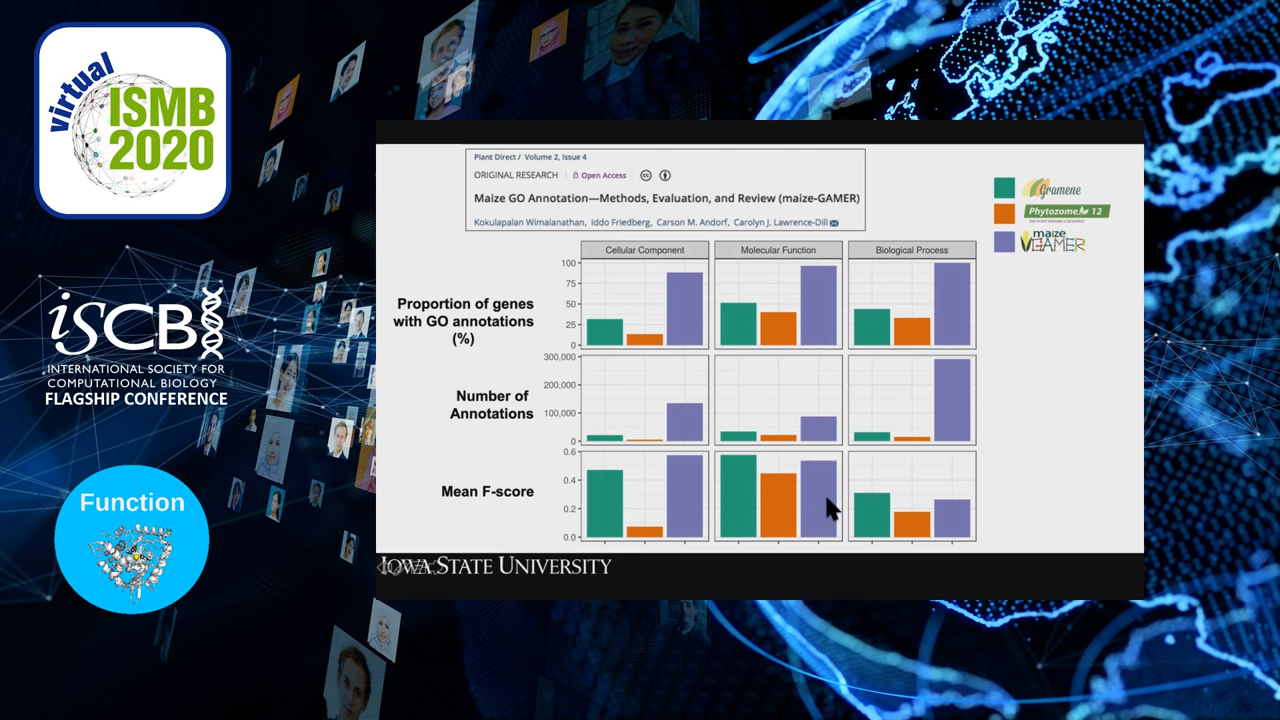 virtual
ISMB
2020
iSCB
INTERNATIONAL SOCIETY FOR
COMPUTATIONAL BIOLOGY
FLAGSHIP CONFERENCE
Function
Plant Direct / Volume 2, Issue 4
ORIGINAL RESEARCH Open Access
Maize GO Annotation—Methods, Evaluation, and Review (maize-GAMER)
Kokulapalan Wimalanathan, Iddo Friedberg, Carson M. Andorf, Carolyn J. Lawrence-Dill
Gramene
Phytozome 12
maize
GAMER
Cellular Component Molecular Function Biological Process
Proportion of genes
with GO annotations
(%)
100
75
50
25
0
Number of
Annotations
300,000
200,000
100,000
0
Mean F-score
0.6
0.4
0.2
0.0
IOWA STATE UNIVERSITY